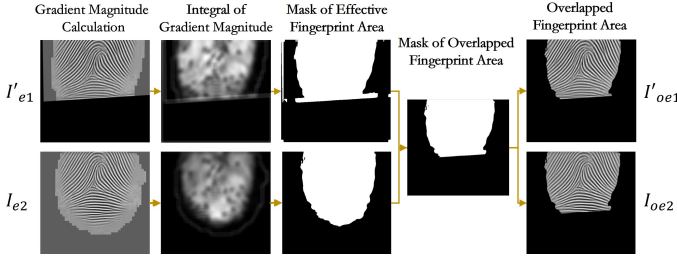 Gradient Magnitude
Calculation
Integral of
Gradient Magnitude
Mask of Effective
Fingerprint Area
Mask of Overlapped
Fingerprint Area
Overlapped
Fingerprint Area
I'e1
I'oe1
Ie2
Ioe2